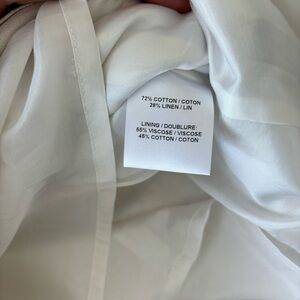 72% COTTON / COTON
28% LINEN / LIN
LINING / DOUBLURE:
55% VISCOSE / VISCOSE
45% COTTON / COTON